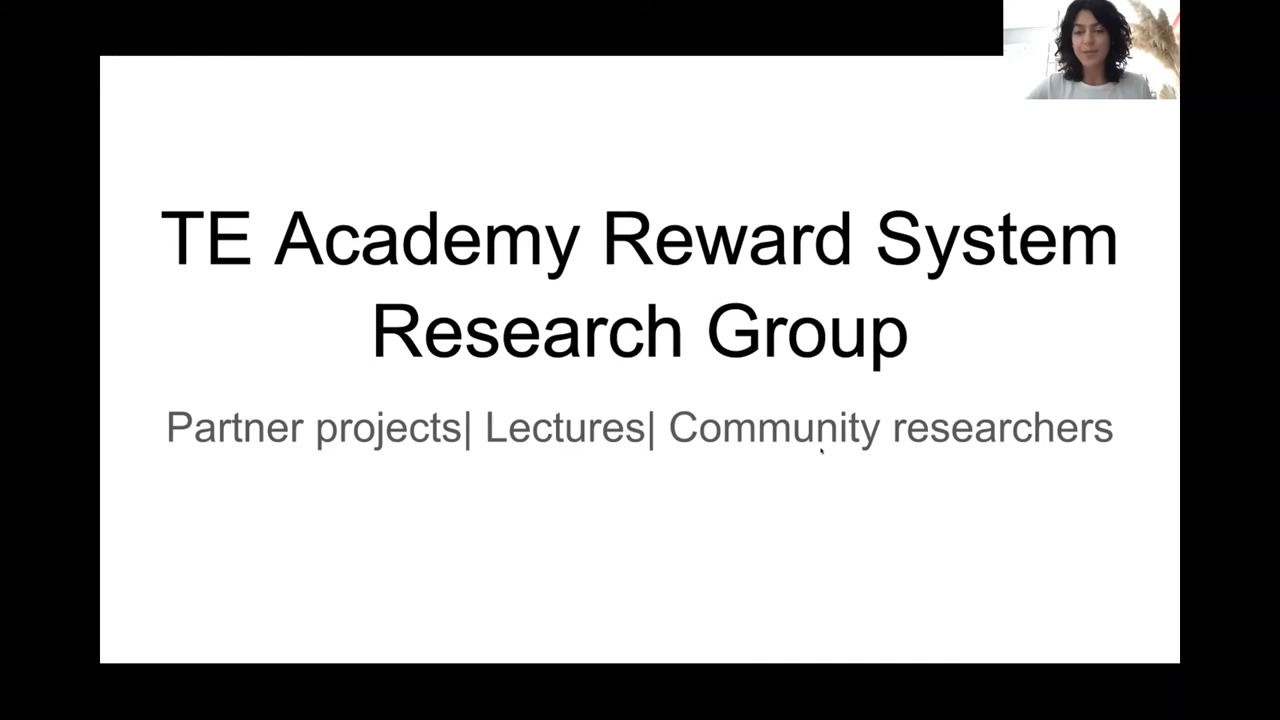 TE Academy Reward System
Research Group
Partner projects| Lectures| Community researchers